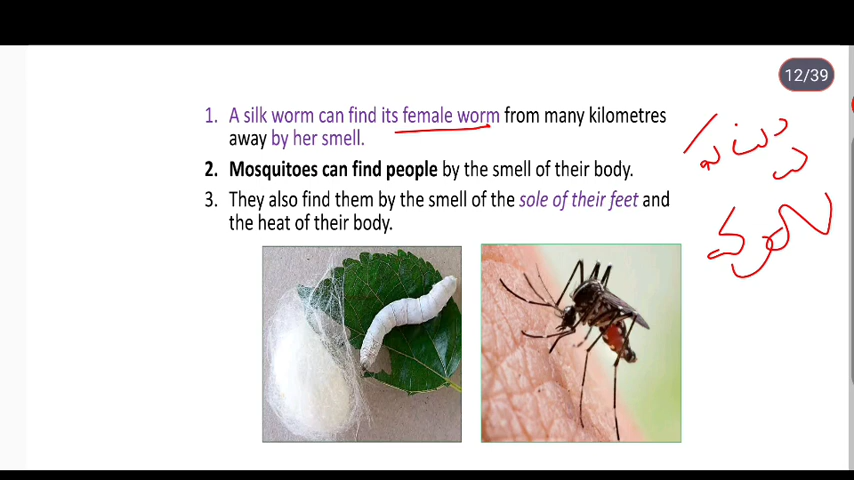 12/39
1. A silk worm can find its female worm from many kilometres
away by her smell.
2. Mosquitoes can find people by the smell of their body.
3. They also find them by the smell of the sole of their feet and
the heat of their body.